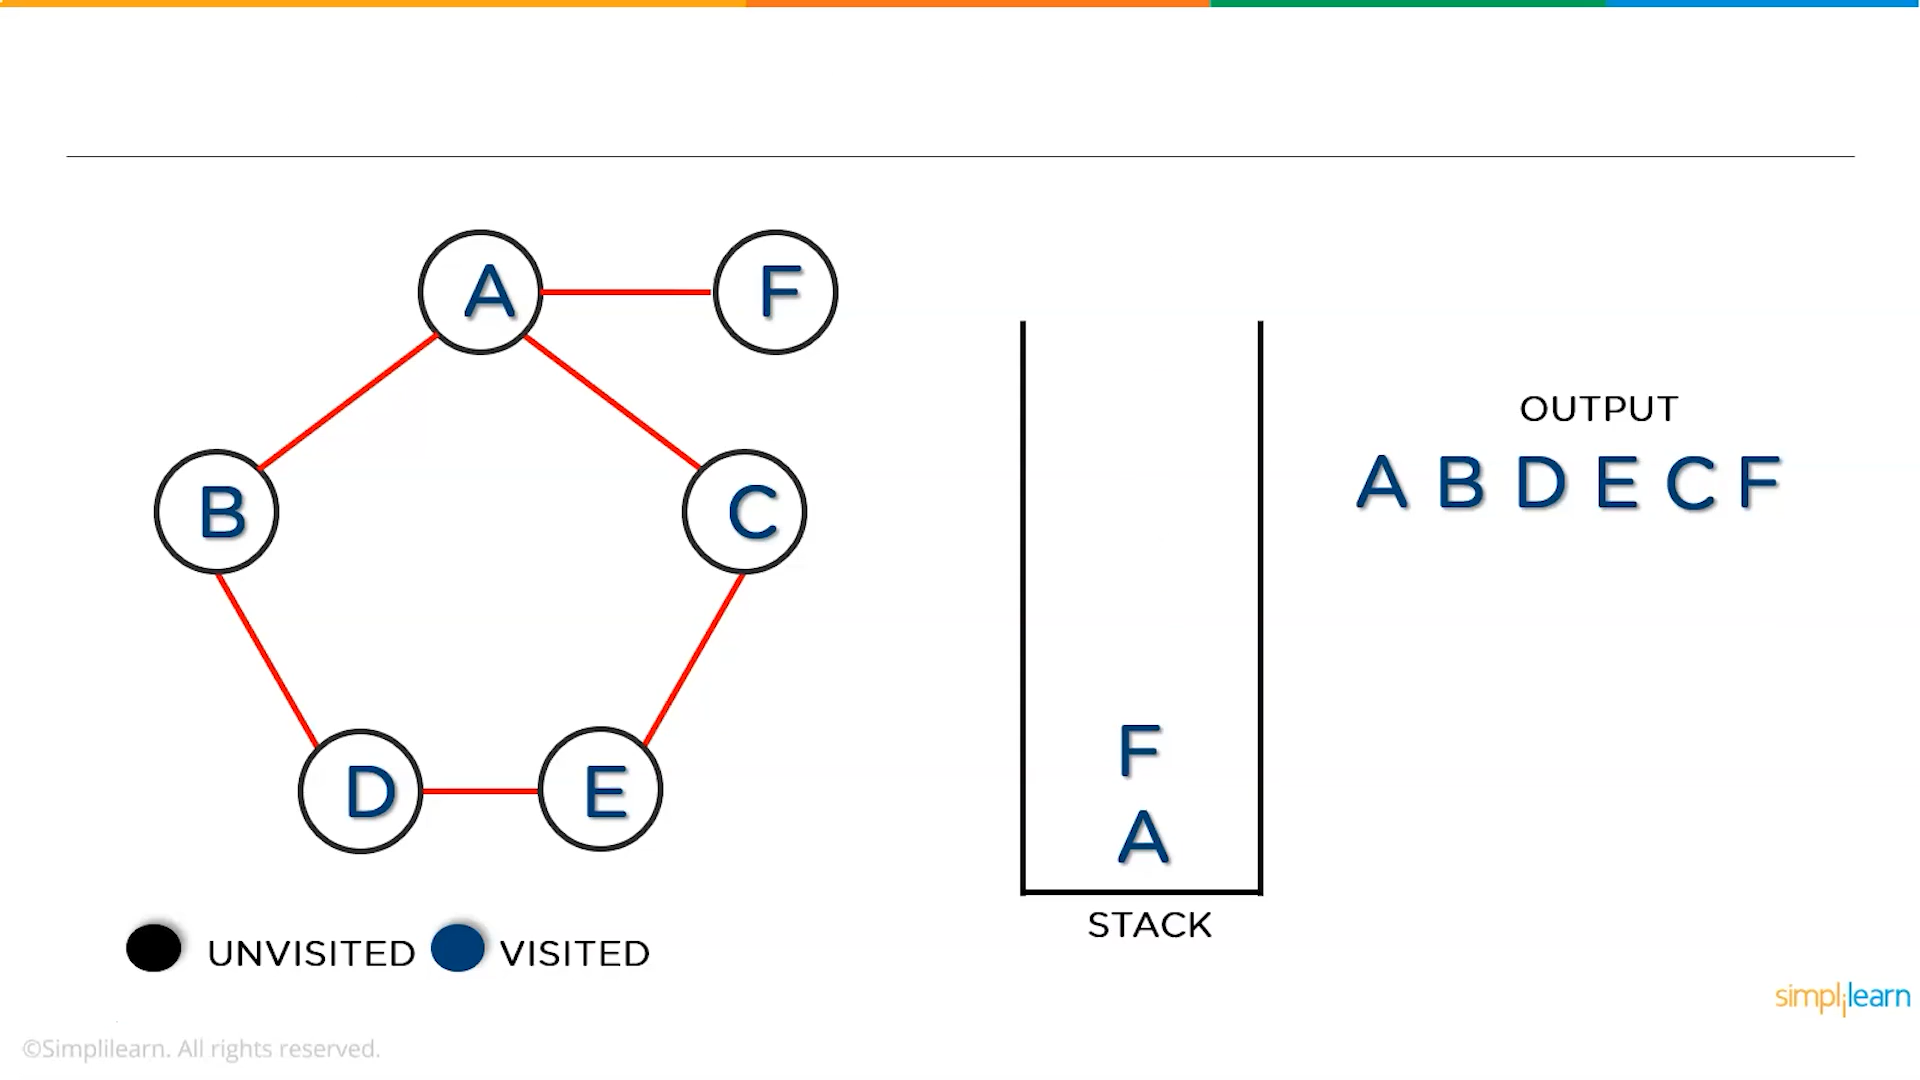 A F
OUTPUT
A B D E C F
B C
F
D E
A
STACK
UNVISITED VISITED
simplilearn
©Simplilearn. All rights reserved.